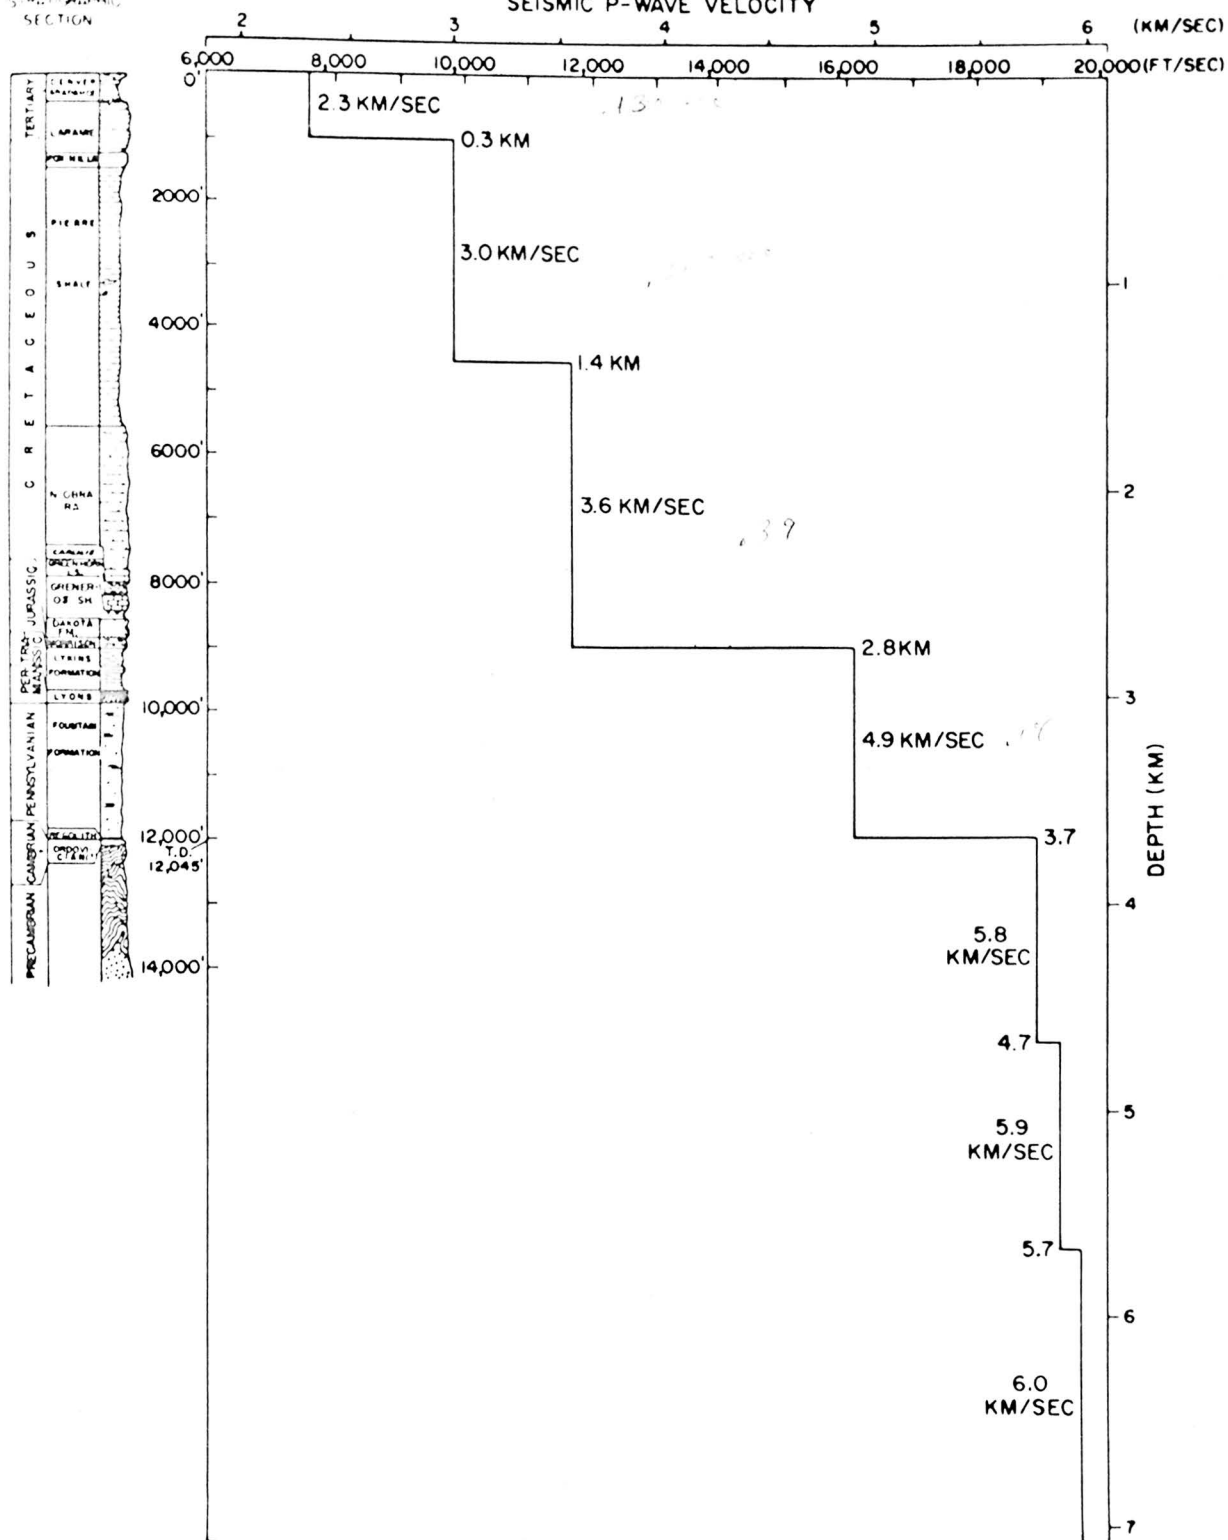 SECTION
SEISMIC P-WAVE VELOCITY
2 3 4 5 6 (KM/SEC)
6,000 8,000 10,000 12,000 14,000 16,000 18,000 20,000 (FT/SEC)
0'
2000'
4000'
6000'
8000'
10,000'
12,000'
T.D.
12,045'
14,000'
TERTIARY
CRETACEOUS
JURASSIC
PENNSYLVANIAN
CAMBRIAN
PRECAMBRIAN
DENVER
LARAMIE
PIERRE
SHALE
DAKOTA
FM.
FORMATION
LYONS
FOUNTAIN
FORMATION
2.3 KM/SEC
0.3 KM
3.0 KM/SEC
1.4 KM
3.6 KM/SEC
.39
2.8 KM
4.9 KM/SEC
3.7
5.8
KM/SEC
4.7
5.9
KM/SEC
5.7
6.0
KM/SEC
1
2
3
4
5
6
7
DEPTH (KM)